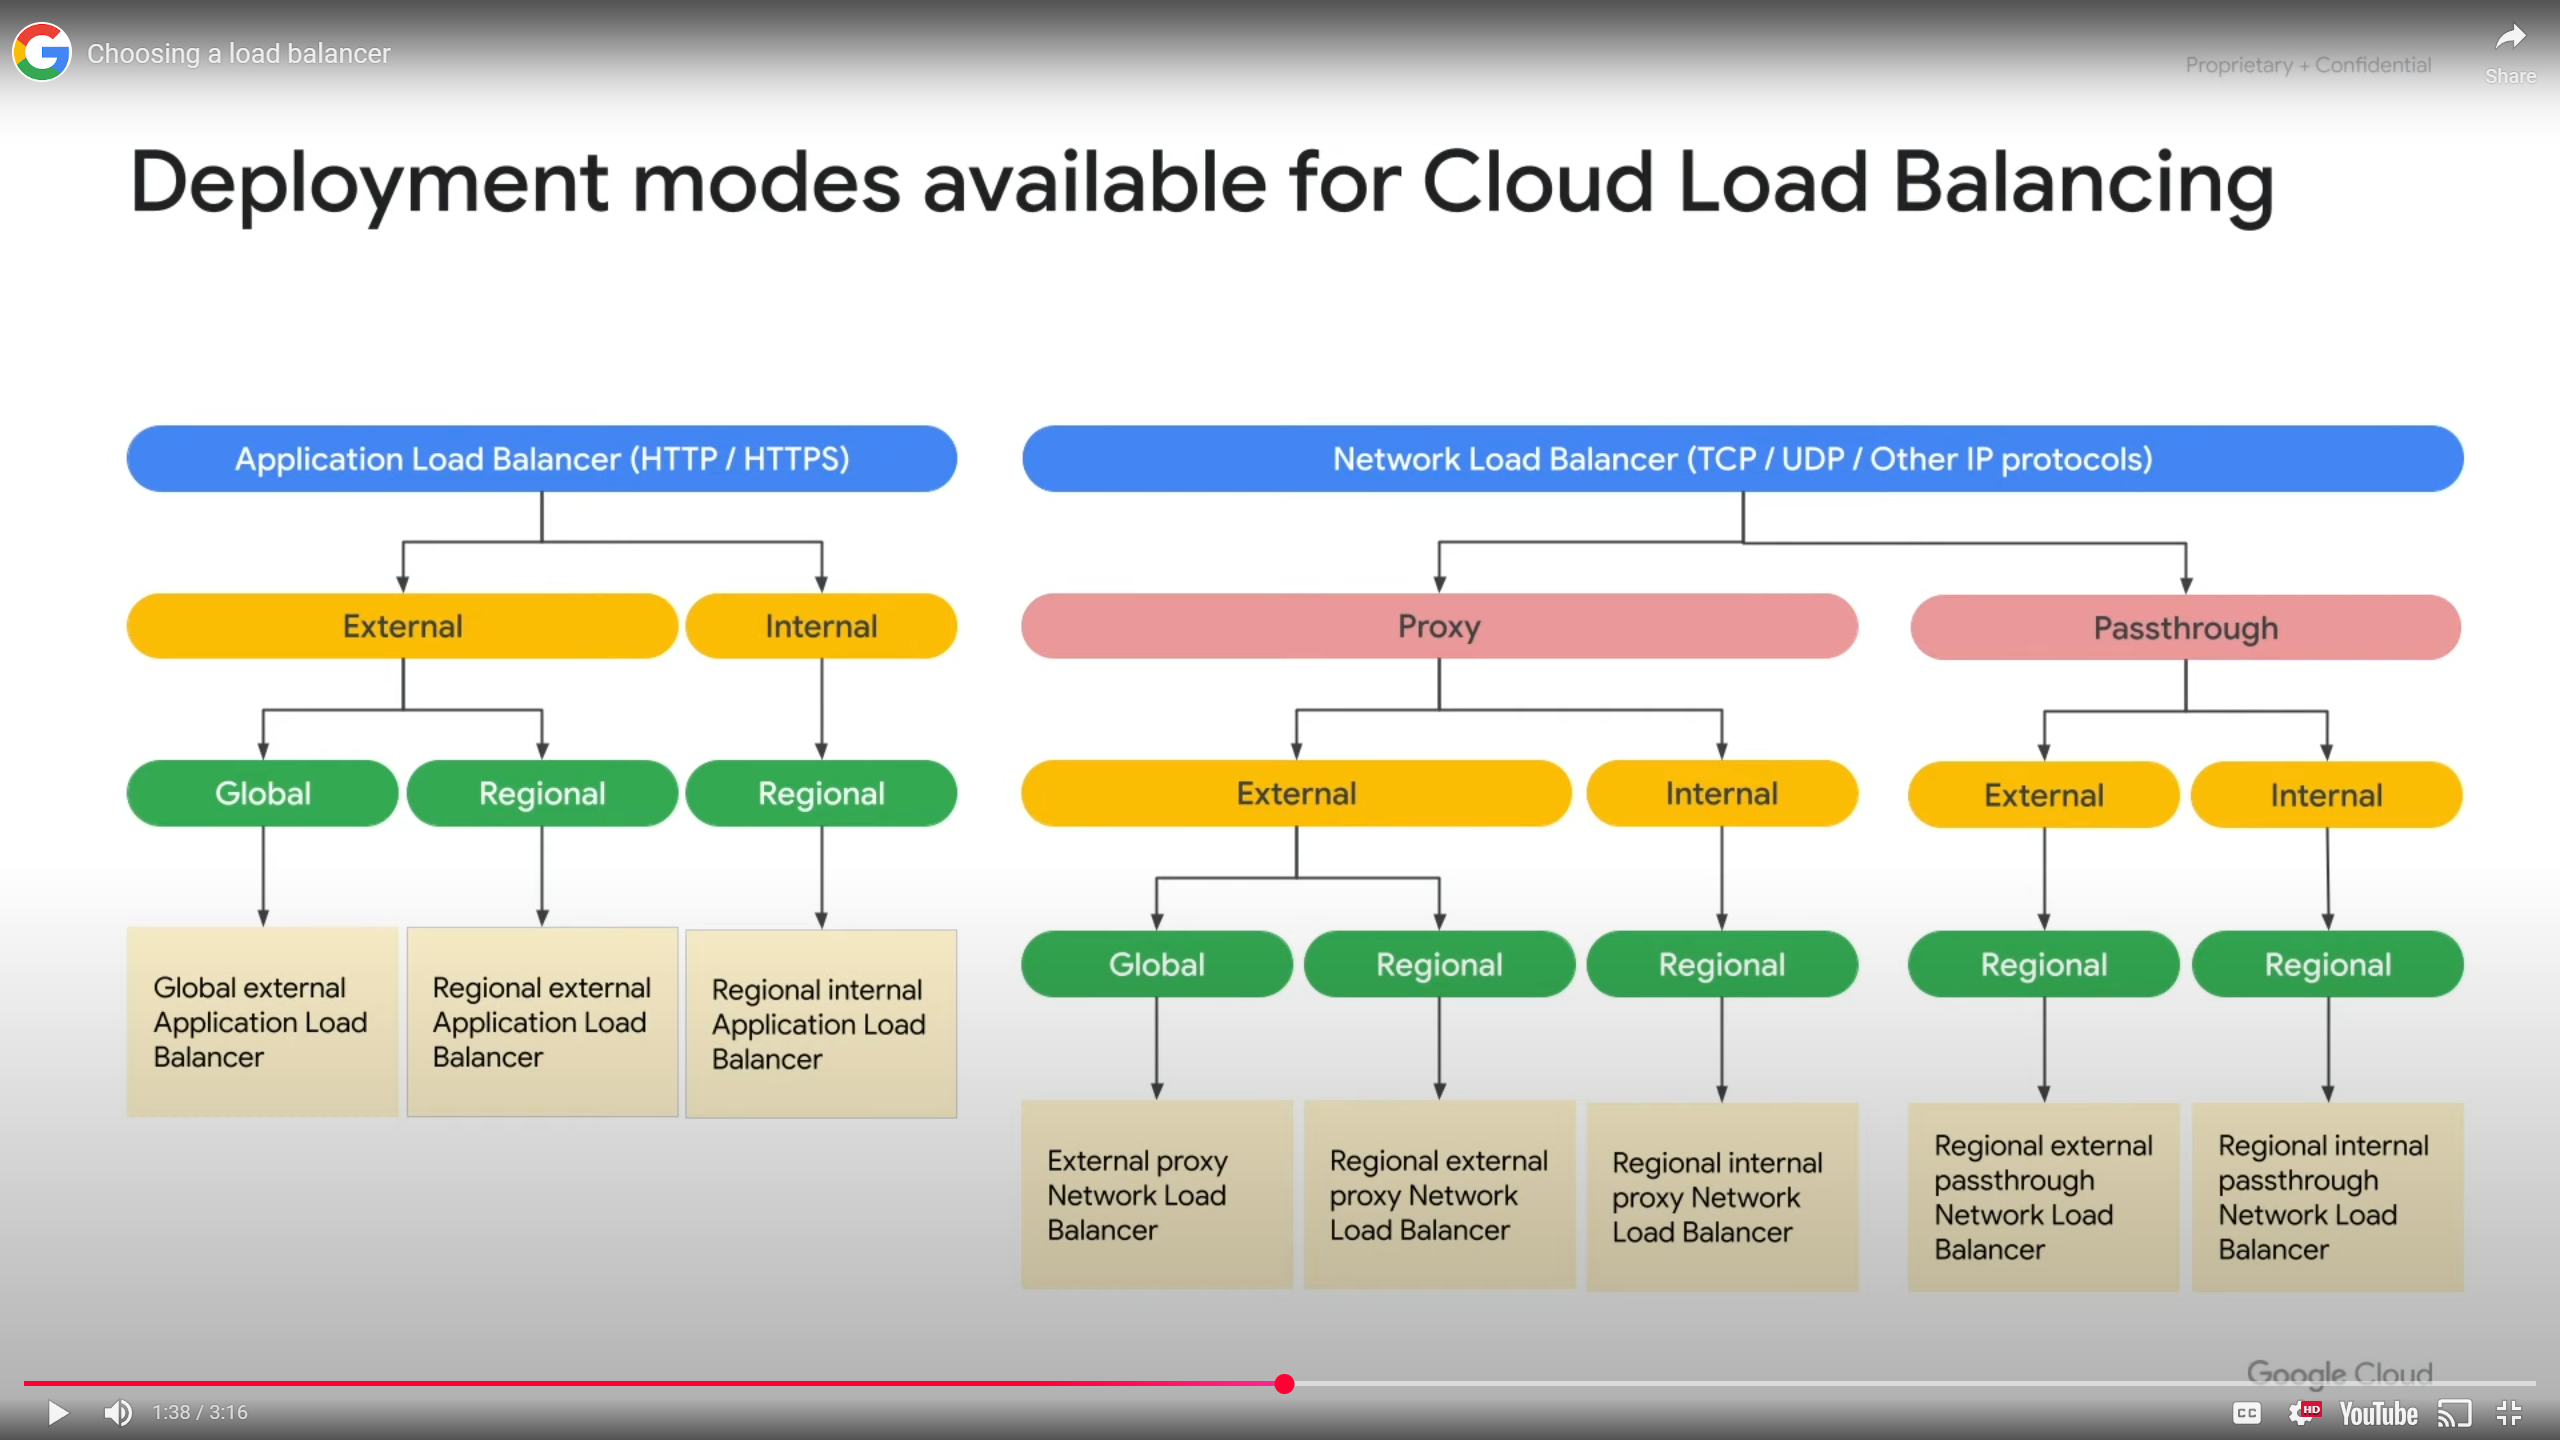 Choosing a load balancer
Proprietary + Confidential
Share
Deployment modes available for Cloud Load Balancing
Application Load Balancer (HTTP / HTTPS)
Network Load Balancer (TCP / UDP / Other IP protocols)
External
Internal
Proxy
Passthrough
Global
Regional
Regional
External
Internal
External
Internal
Global
Regional
Regional
Regional
Regional
Global external
Application Load
Balancer
Regional external
Application Load
Balancer
Regional internal
Application Load
Balancer
External proxy
Network Load
Balancer
Regional external
proxy Network
Load Balancer
Regional internal
proxy Network
Load Balancer
Regional external
passthrough
Network Load
Balancer
Regional internal
passthrough
Network Load
Balancer
Google Cloud
1:38 / 3:16
CC
HD
YouTube